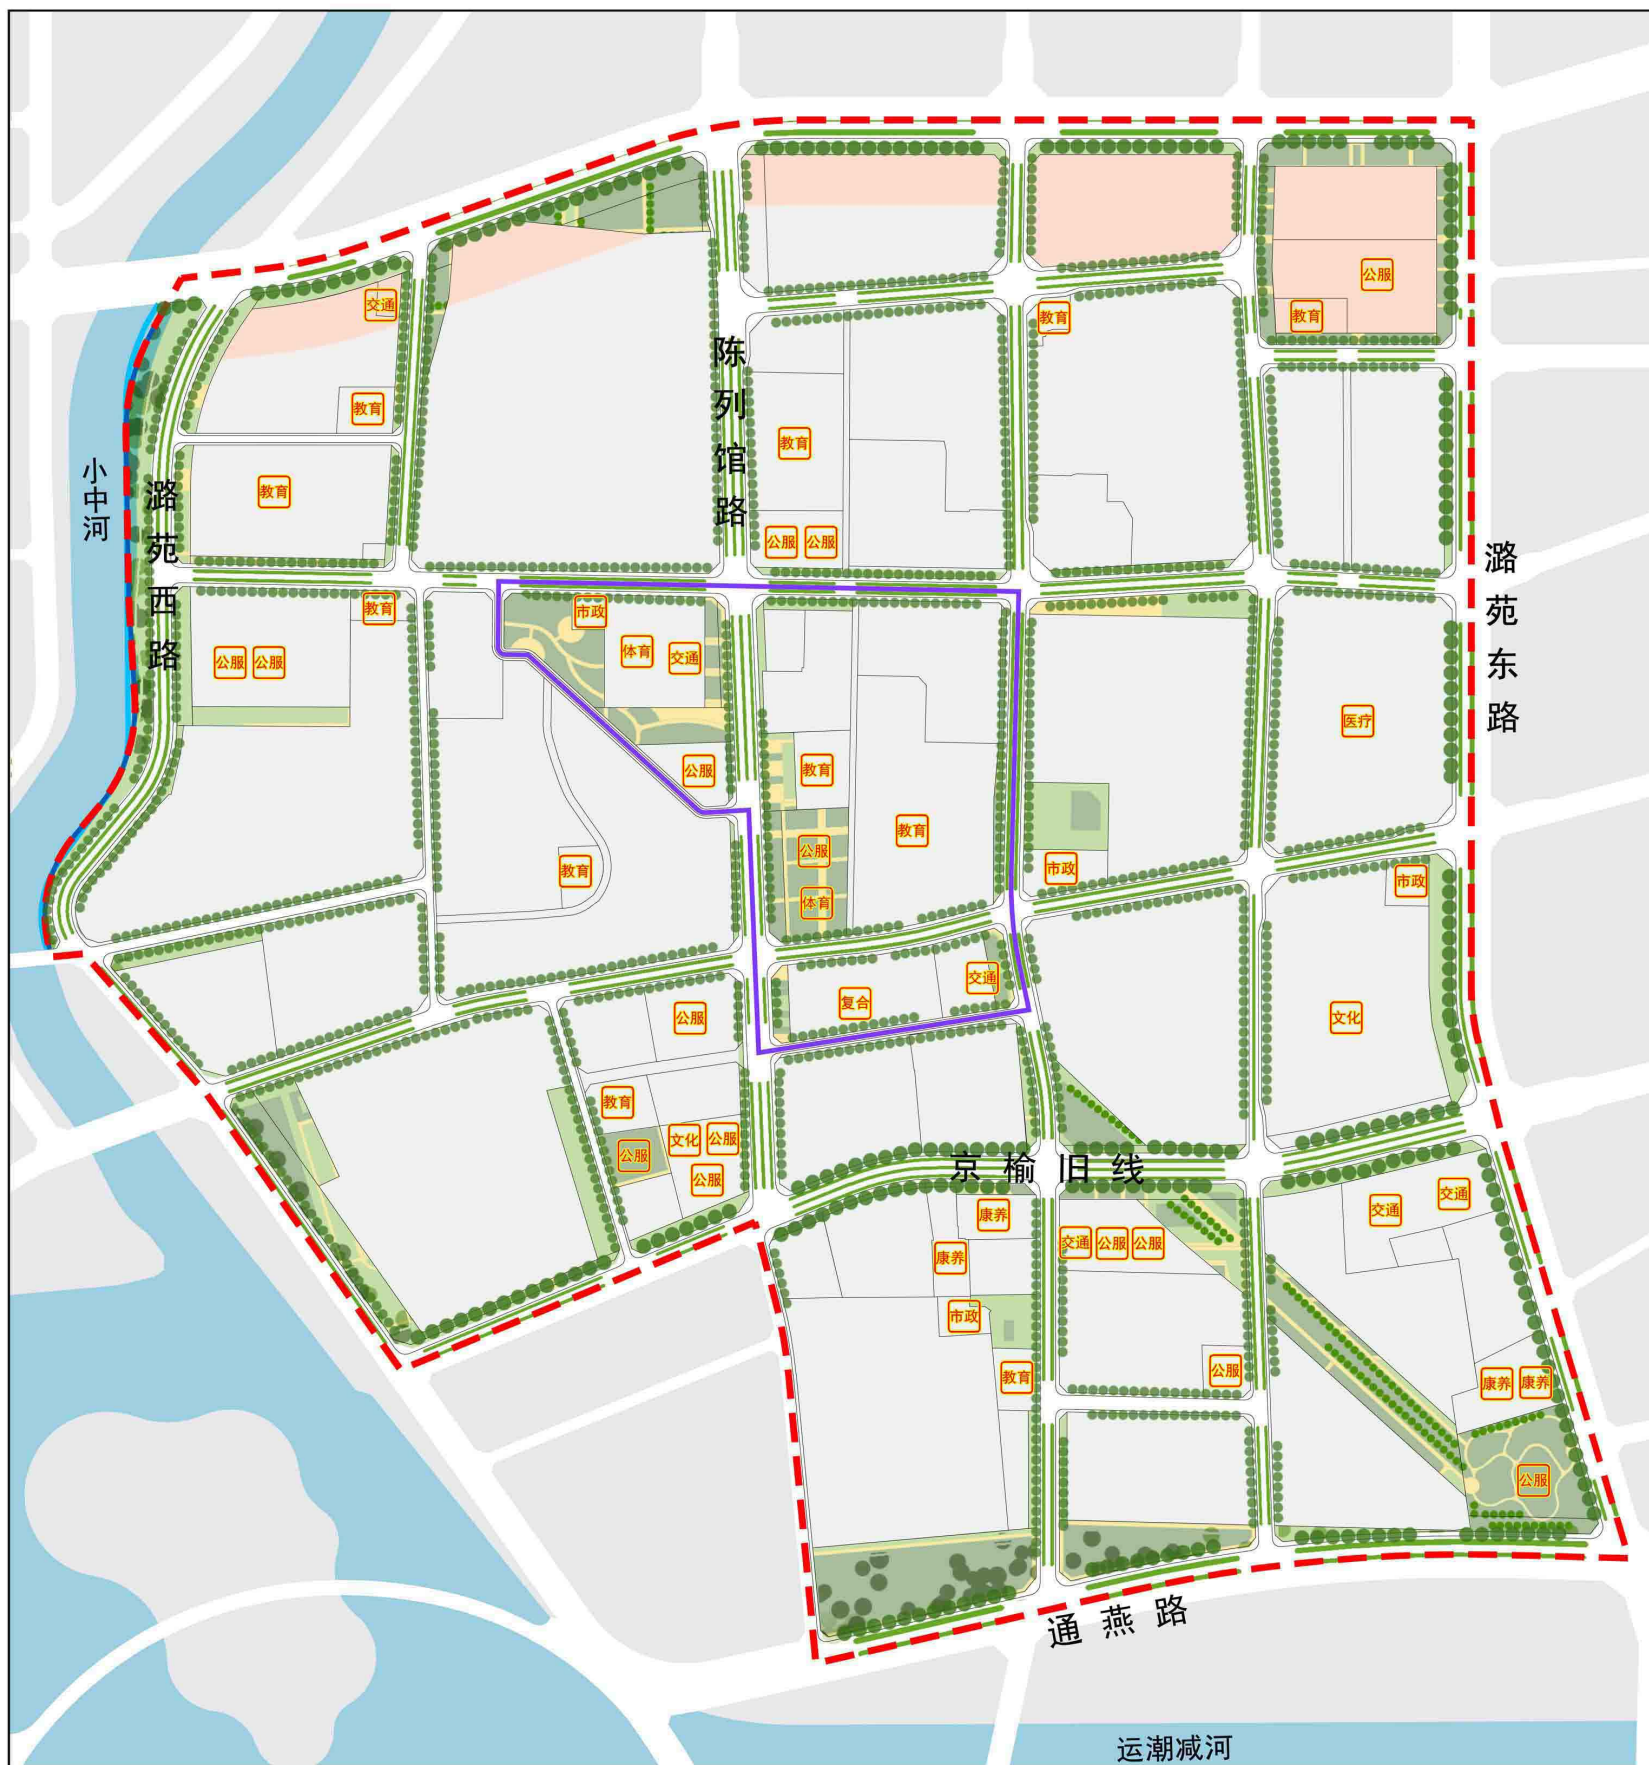 交通
公服
教育
教育
陈列馆路
教育
教育
小中河
潞苑西路
教育
公服 公服
潞苑东路
教育
市政
体育
交通
公服 公服
医疗
公服
教育
教育
公服
教育
市政
市政
体育
交通
复合
公服
文化
教育
文化 公服
公服
公服
京榆旧线
康养
交通 公服 公服
交通
交通
康养
市政
教育
公服
康养 康养
公服
通燕路
运潮减河